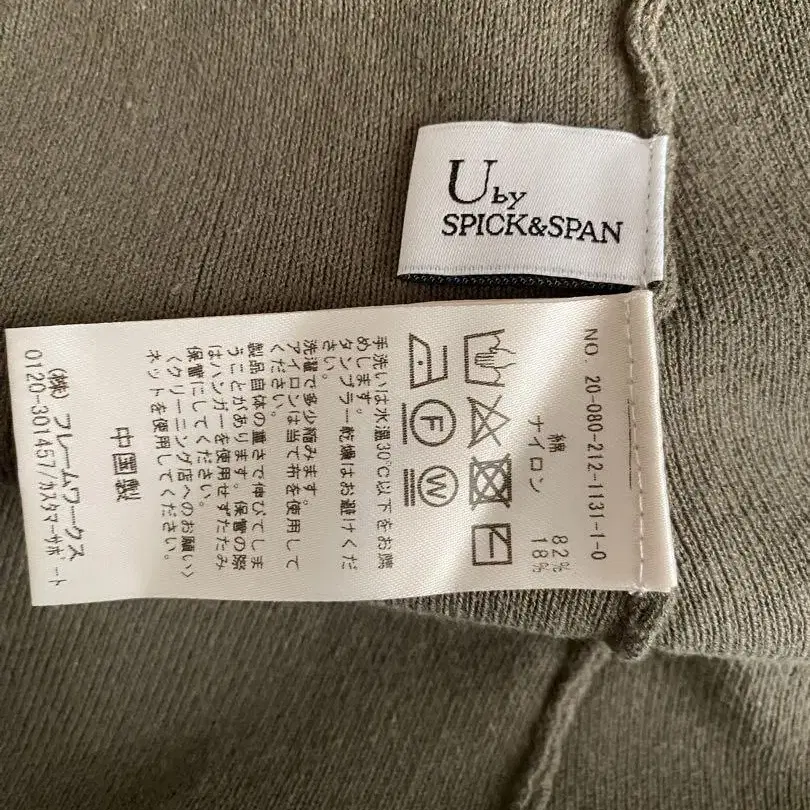 U by
SPICK&SPAN
NO. 20-080-212-1131-1-0
綿 82%
ナイロン 18%
手洗いは水温30℃以下をお薦
めします。
タンブラー乾燥はお避けくだ
さい。
洗濯で多少縮みます。
アイロンは当て布を使用して
ください。
製品自体の重さで伸びてしま
うことがあります。保管の際
はハンガーを使用せずたたみ
保管にしてください。
〈クリーニング店へのお願い〉
ネットを使用してください。
中国製
(株) フレームワークス
0120-301457/カスタマーサポート